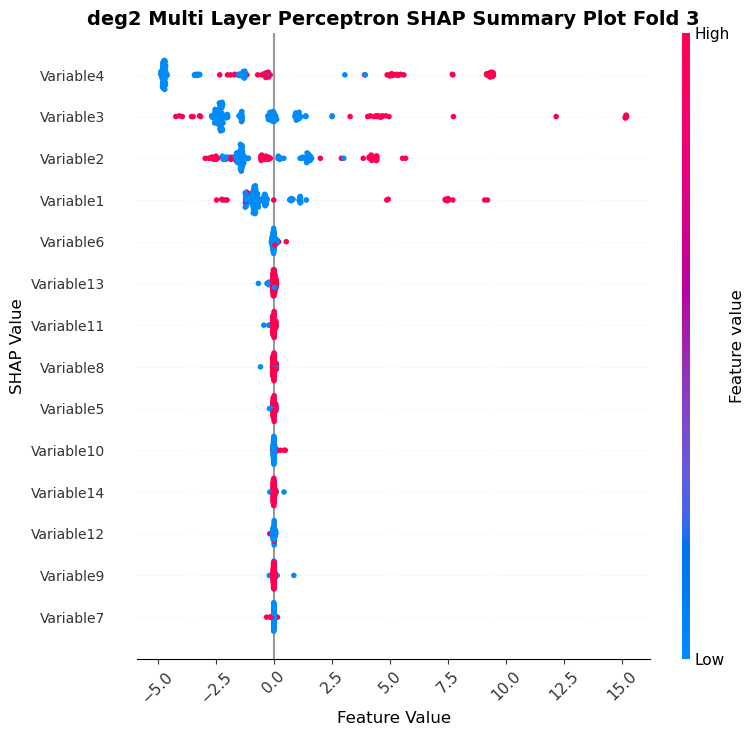 deg2 Multi Layer Perceptron SHAP Summary Plot Fold 3
High
Variable4
Variable3
Variable2
Variable1
Variable6
Variable13
Variable11
Variable8
Variable5
Variable10
Variable14
Variable12
Variable9
Variable7
SHAP Value
Feature value
Low
−5.0
−2.5
0.0
2.5
5.0
7.5
10.0
12.5
15.0
Feature Value